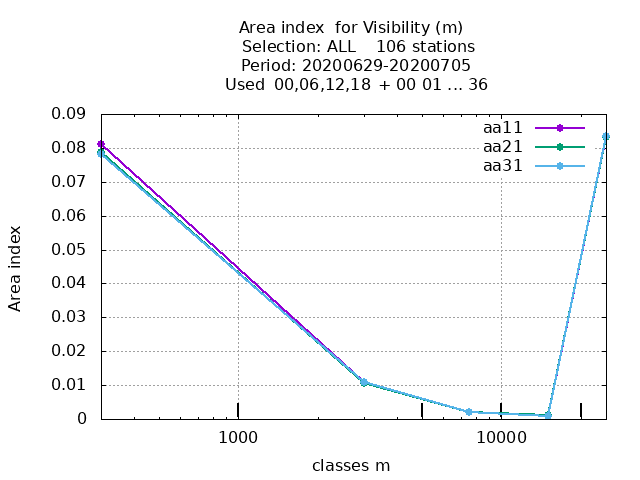 Area index  for Visibility (m)
Selection: ALL    106 stations
Period: 20200629-20200705
Used  00,06,12,18 + 00 01 ... 36
aa11
aa21
aa31
0.09
0.08
0.07
0.06
0.05
0.04
0.03
0.02
0.01
0
Area index
1000
10000
classes m